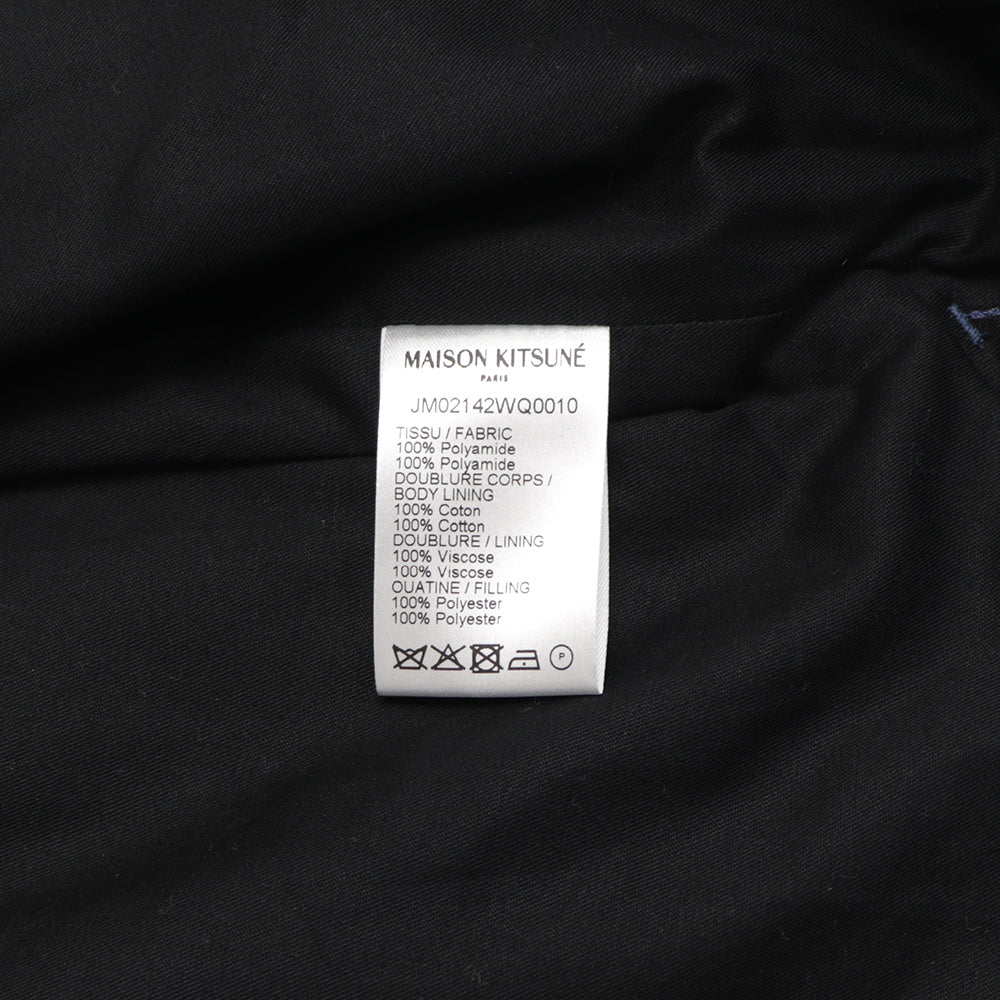 MAISON KITSUNÉ
PARIS
JM02142WQ0010
TISSU / FABRIC
100% Polyamide
100% Polyamide
DOUBLURE CORPS /
BODY LINING
100% Coton
100% Cotton
DOUBLURE / LINING
100% Viscose
100% Viscose
OUATINE / FILLING
100% Polyester
100% Polyester
P